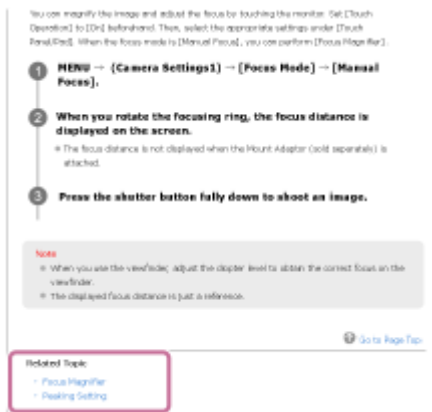 You can magnify the image and adjust the focus by touching the monitor. Set [Touch
Operation] to [On] beforehand. Then, select the appropriate settings under [Touch
Panel/Pad]. When the focus mode is [Manual Focus], you can perform [Focus Magnifier].
1 MENU → (Camera Settings1) → [Focus Mode] → [Manual
Focus].
2 When you rotate the focusing ring, the focus distance is
displayed on the screen.
The focus distance is not displayed when the Mount Adaptor (sold separately) is
attached.
3 Press the shutter button fully down to shoot an image.
Note
When you use the viewfinder, adjust the diopter level to obtain the correct focus on the
viewfinder.
The displayed focus distance is just a reference.
Go to Page Top
Related Topic
Focus Magnifier
Peaking Setting